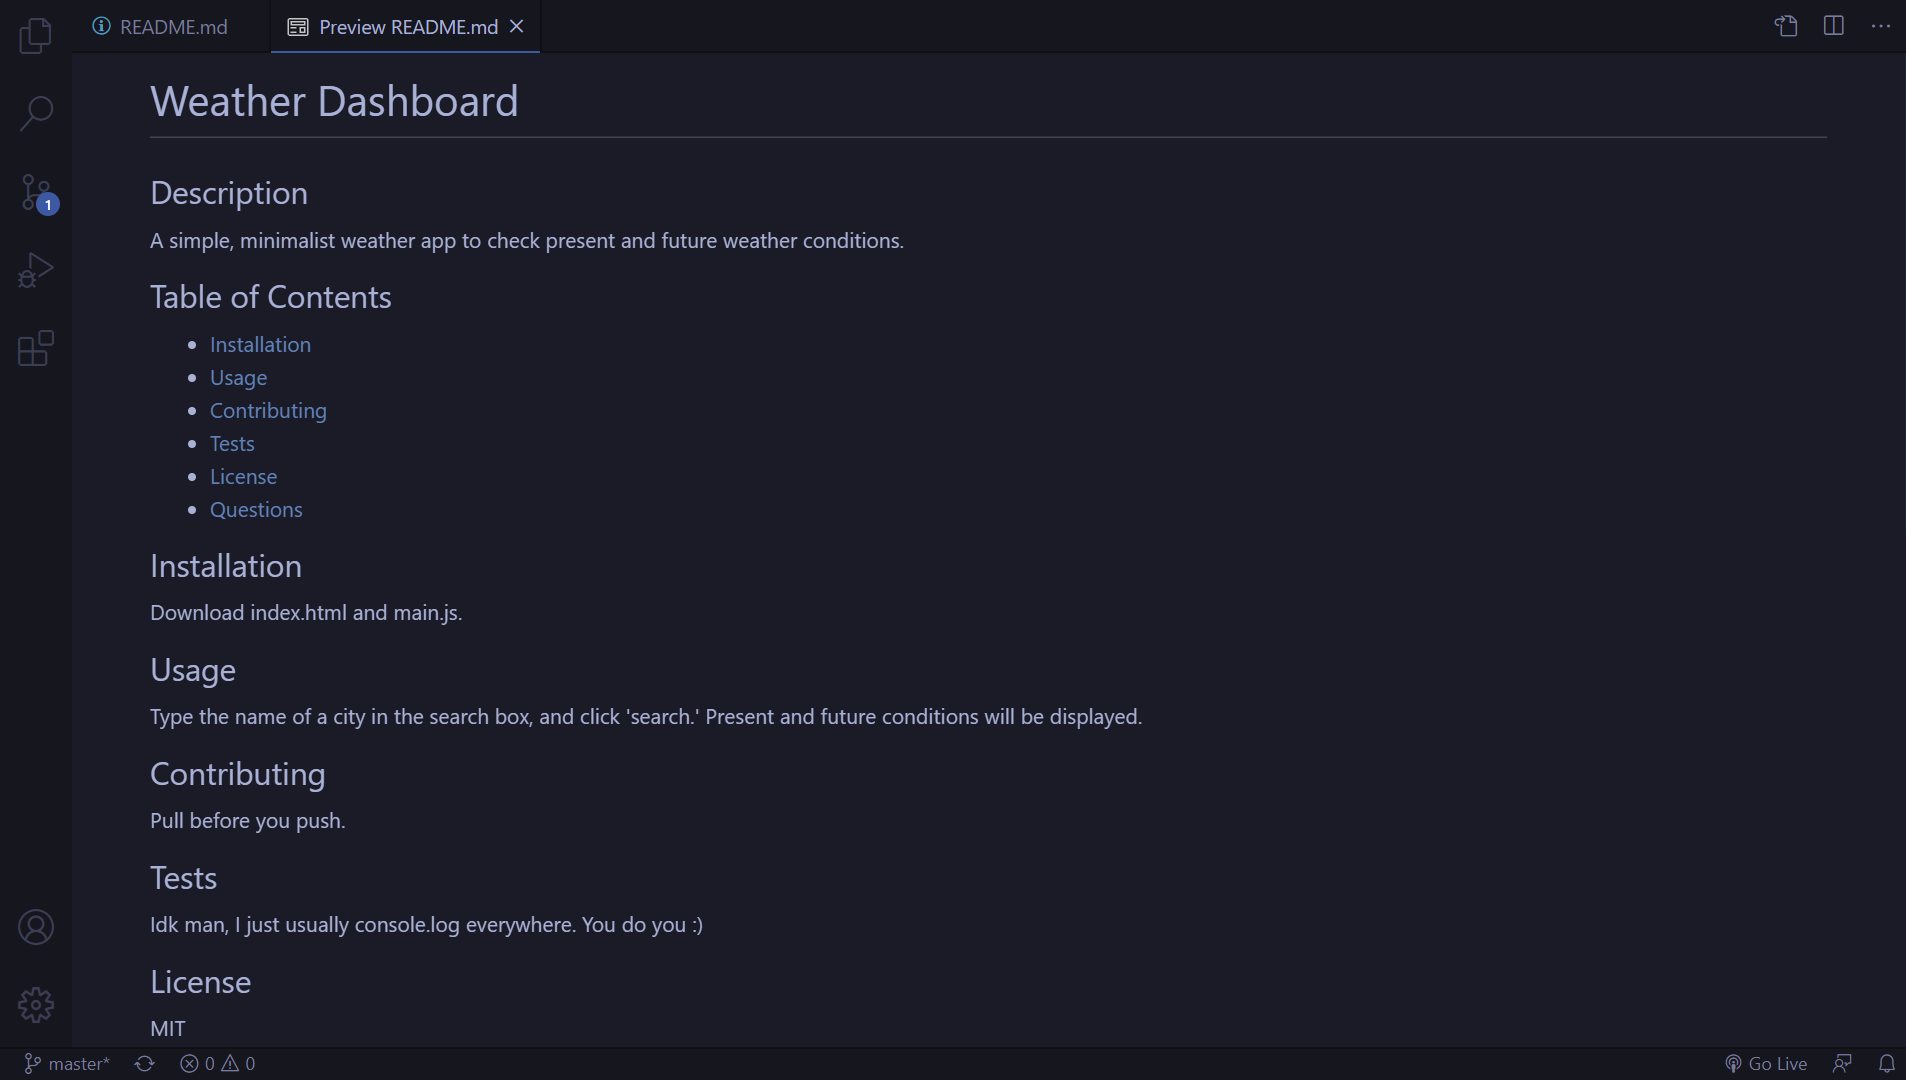 README.md
Preview README.md
Weather Dashboard
Description
A simple, minimalist weather app to check present and future weather conditions.
Table of Contents
Installation
Usage
Contributing
Tests
License
Questions
Installation
Download index.html and main.js.
Usage
Type the name of a city in the search box, and click 'search.' Present and future conditions will be displayed.
Contributing
Pull before you push.
Tests
Idk man, I just usually console.log everywhere. You do you :)
License
MIT
1
master* 0 0 Go Live